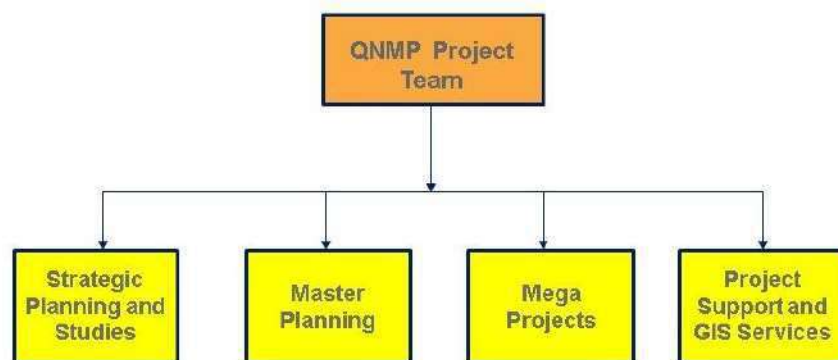 QNMP Project
Team
Strategic
Planning and
Studies
Master
Planning
Mega
Projects
Project
Support and
GIS Services